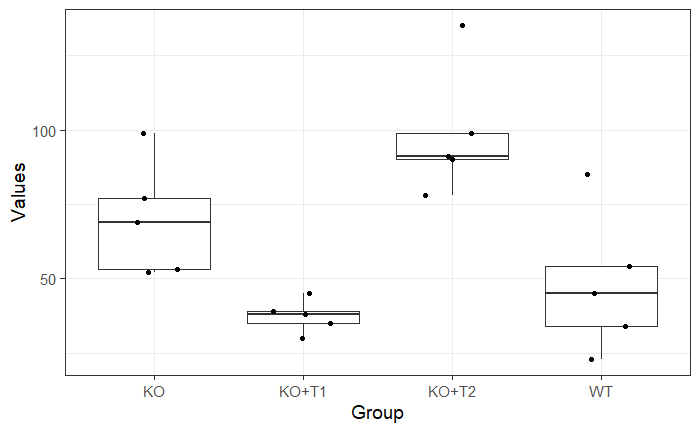 Values
100
50
KO KO+T1 KO+T2 WT
Group